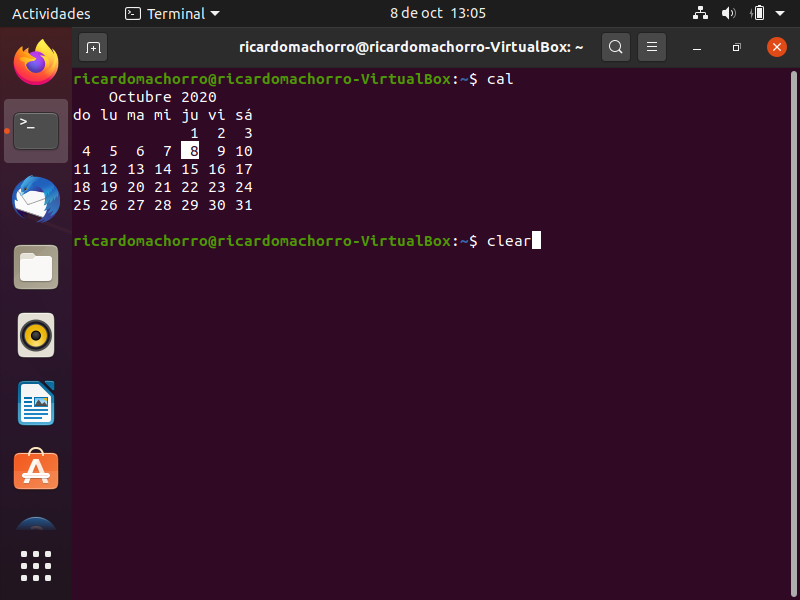 Actividades Terminal 8 de oct 13:05
ricardomachorro@ricardomachorro-VirtualBox: ~
ricardomachorro@ricardomachorro-VirtualBox:~$ cal
    Octubre 2020
do lu ma mi ju vi sá
             1  2  3
 4  5  6  7  8  9 10
11 12 13 14 15 16 17
18 19 20 21 22 23 24
25 26 27 28 29 30 31
ricardomachorro@ricardomachorro-VirtualBox:~$ clear